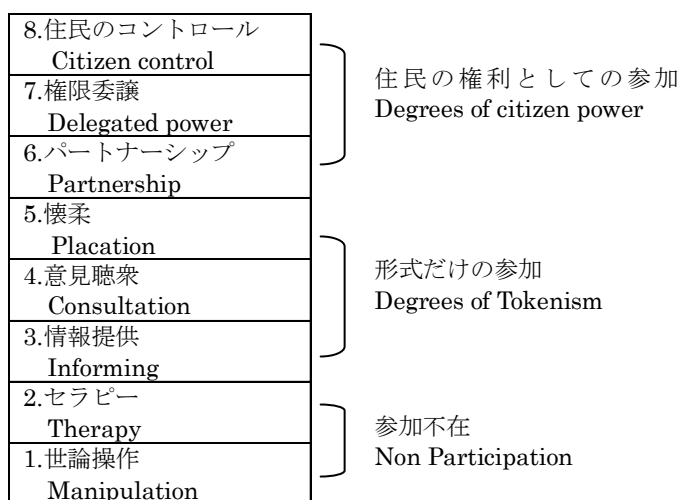 8.住民のコントロール
Citizen control
7.権限委譲
Delegated power
6.パートナーシップ
Partnership
5.懐柔
Placation
4.意見聴衆
Consultation
3.情報提供
Informing
2.セラピー
Therapy
1.世論操作
Manipulation
住民の権利としての参加
Degrees of citizen power
形式だけの参加
Degrees of Tokenism
参加不在
Non Participation